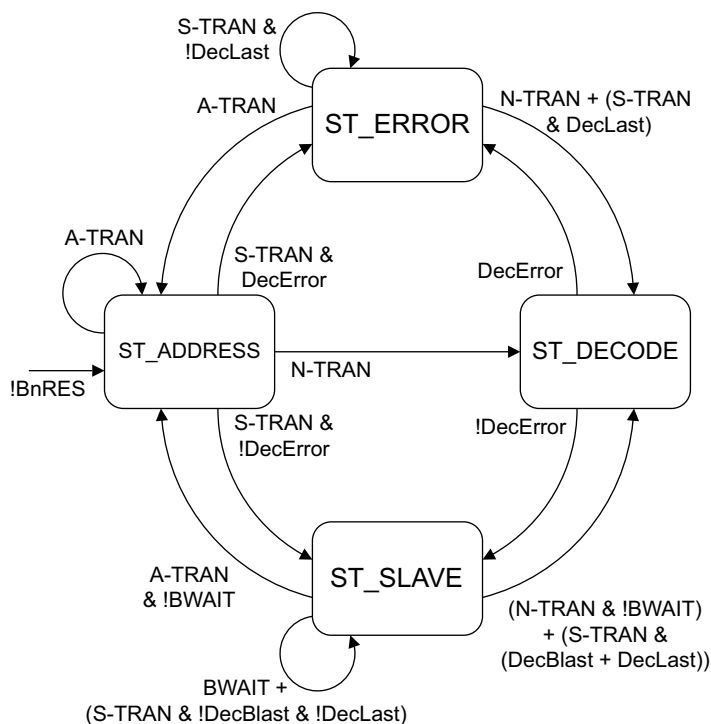 S-TRAN &
!DecLast
A-TRAN
ST_ERROR
N-TRAN + (S-TRAN
& DecLast)
A-TRAN
S-TRAN &
DecError
DecError
ST_ADDRESS
ST_DECODE
N-TRAN
!BnRES
S-TRAN &
!DecError
!DecError
A-TRAN
& !BWAIT
ST_SLAVE
(N-TRAN & !BWAIT)
+ (S-TRAN &
(DecBlast + DecLast))
BWAIT +
(S-TRAN & !DecBlast & !DecLast)